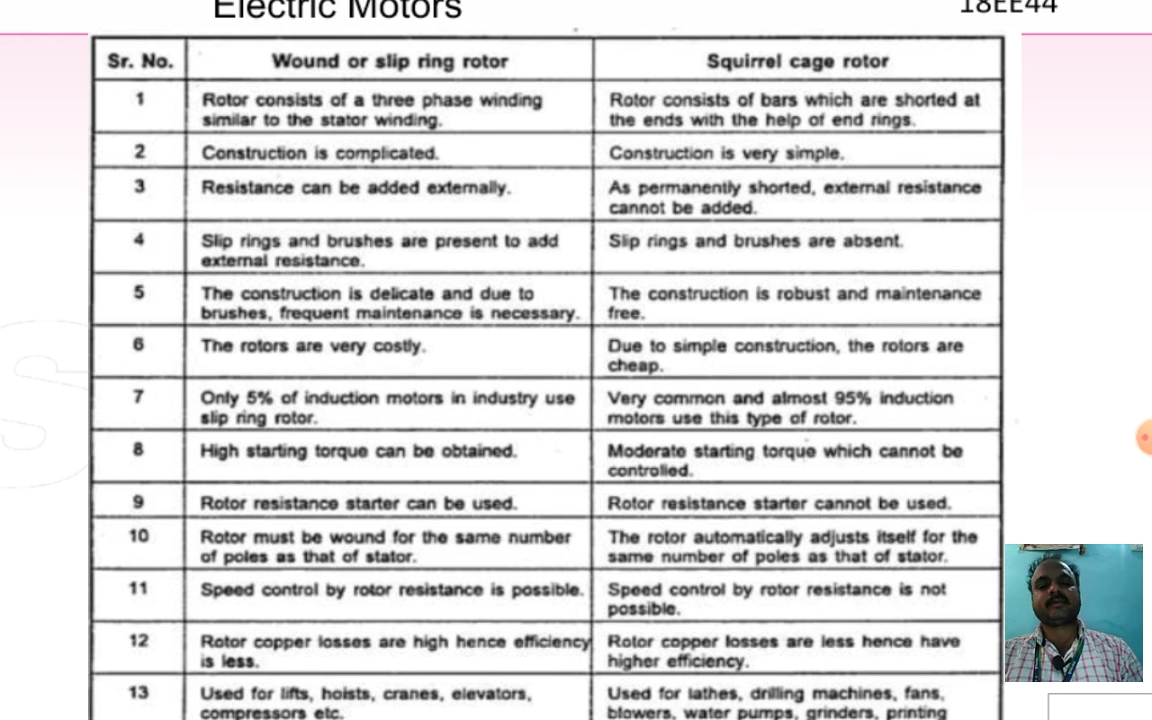 Electric Motors
18EE44
Sr. No. Wound or slip ring rotor Squirrel cage rotor
1 Rotor consists of a three phase winding Rotor consists of bars which are shorted at
similar to the stator winding. the ends with the help of end rings.
2 Construction is complicated. Construction is very simple.
3 Resistance can be added externally. As permanently shorted, external resistance
cannot be added.
4 Slip rings and brushes are present to add Slip rings and brushes are absent.
external resistance.
5 The construction is delicate and due to The construction is robust and maintenance
brushes, frequent maintenance is necessary. free.
6 The rotors are very costly. Due to simple construction, the rotors are
cheap.
7 Only 5% of induction motors in industry use Very common and almost 95% induction
slip ring rotor. motors use this type of rotor.
8 High starting torque can be obtained. Moderate starting torque which cannot be
controlled.
9 Rotor resistance starter can be used. Rotor resistance starter cannot be used.
10 Rotor must be wound for the same number The rotor automatically adjusts itself for the
of poles as that of stator. same number of poles as that of stator.
11 Speed control by rotor resistance is possible. Speed control by rotor resistance is not
possible.
12 Rotor copper losses are high hence efficiency Rotor copper losses are less hence have
is less. higher efficiency.
13 Used for lifts, hoists, cranes, elevators, Used for lathes, drilling machines, fans,
compressors etc. blowers, water pumps, grinders, printing